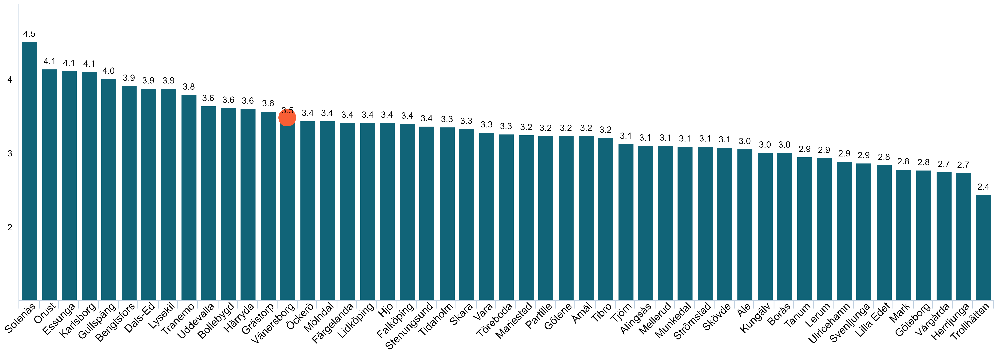 4.5
4.1
4.1
4.1
4.0
3.9
3.9
3.9
3.8
3.6
3.6
3.6
3.6
3.5
3.4
3.4
3.4
3.4
3.4
3.4
3.4
3.3
3.3
3.3
3.3
3.2
3.2
3.2
3.2
3.2
3.1
3.1
3.1
3.1
3.1
3.1
3.0
3.0
3.0
2.9
2.9
2.9
2.9
2.8
2.8
2.8
2.7
2.7
2.4
4
3
2
Sotenäs
Orust
Essunga
Karlsborg
Gullspång
Bengtsfors
Dals-Ed
Lysekil
Tranemo
Uddevalla
Bollebygd
Härryda
Grästorp
Vänersborg
Öckerö
Mölndal
Färgelanda
Lidköping
Hjo
Falköping
Stenungsund
Tidaholm
Skara
Vara
Töreboda
Mariestad
Partille
Götene
Åmål
Tibro
Tjörn
Alingsås
Mellerud
Munkedal
Strömstad
Skövde
Ale
Kungälv
Borås
Tanum
Lerum
Ulricehamn
Svenljunga
Lilla Edet
Mark
Göteborg
Vårgårda
Herrljunga
Trollhättan